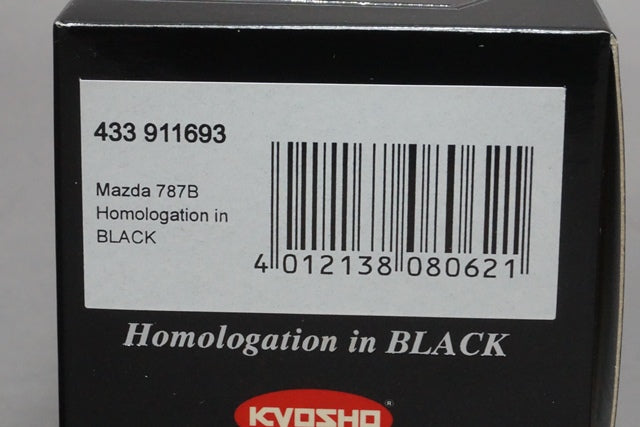 433 911693
Mazda 787B
Homologation in
BLACK
4 012138 080621
Homologation in BLACK
KYOSHO®